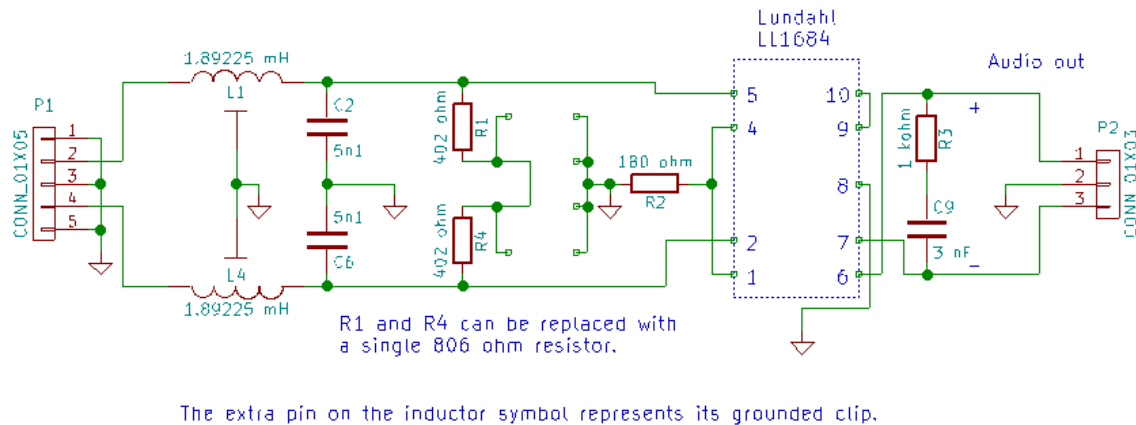 Lundahl
LL1684
1.89225 mH
L1
P1
CONN_01X05
1
2
3
4
5
C2
5n1
402 ohm
R1
5n1
C6
402 ohm
R4
L4
1.89225 mH
180 ohm
R2
5
4
2
1
10
9
8
7
6
Audio out
+
1 kohm
R3
C9
3 nF
−
P2
CONN_01X03
1
2
3
R1 and R4 can be replaced with
a single 806 ohm resistor.
The extra pin on the inductor symbol represents its grounded clip.